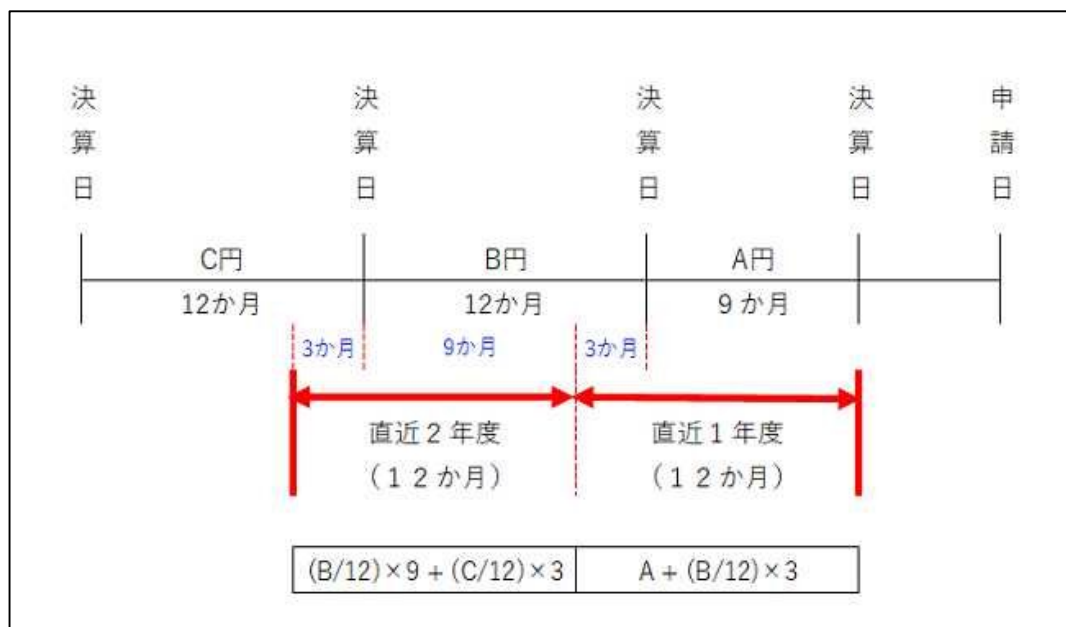 決算日
決算日
決算日
決算日
申請日
C円
B円
A円
12か月
12か月
9か月
3か月
9か月
3か月
直近2年度
(12か月)
直近1年度
(12か月)
(B/12)×9 + (C/12)×3
A + (B/12)×3